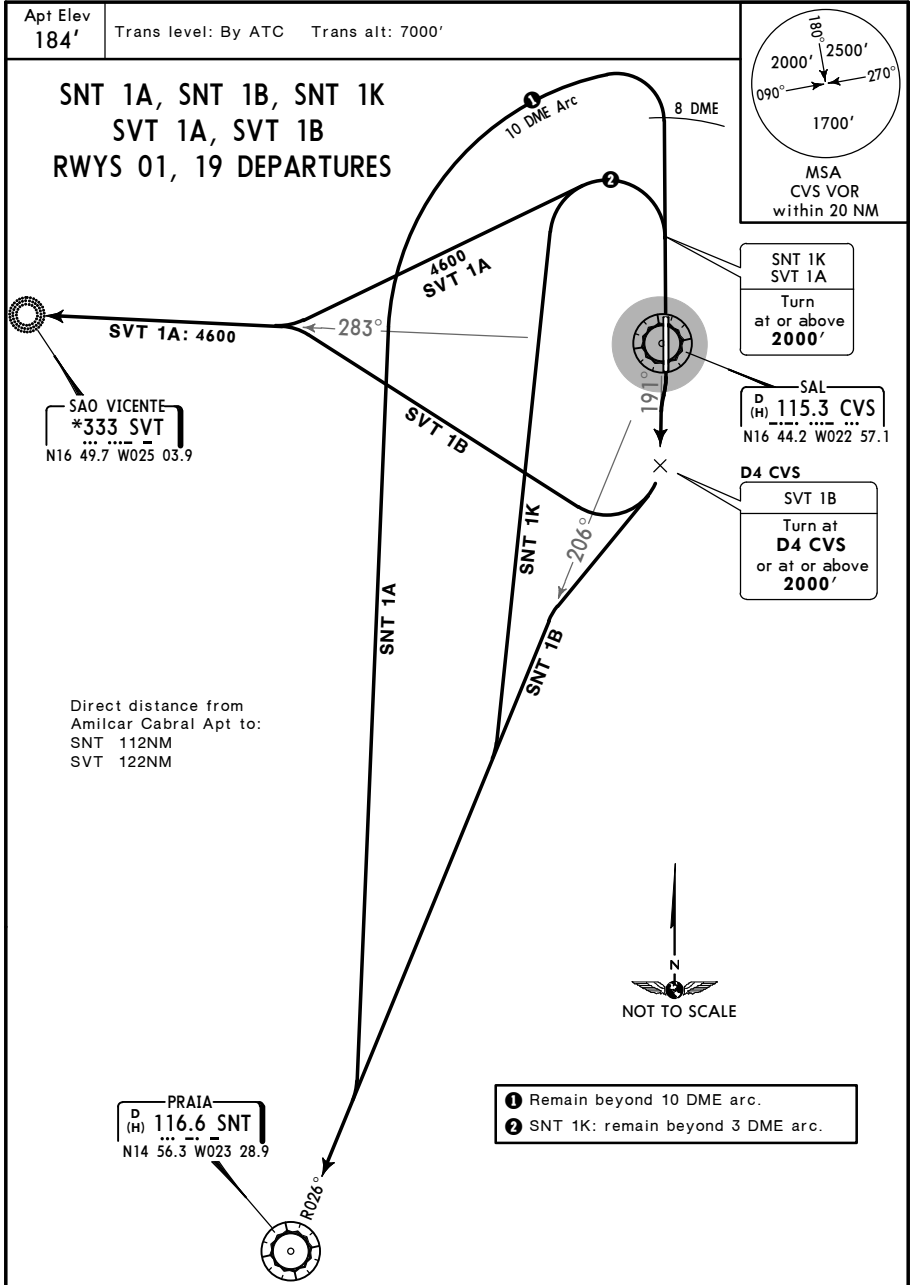 Apt Elev
184'
Trans level: By ATC Trans alt: 7000'
SNT 1A, SNT 1B, SNT 1K
SVT 1A, SVT 1B
RWYS 01, 19 DEPARTURES
180°
2000'
2500'
090°
270°
1700'
MSA
CVS VOR
within 20 NM
1
10 DME Arc
8 DME
2
SNT 1K
SVT 1A
Turn
at or above
2000'
4600
SVT 1A
283°
SVT 1A: 4600
SAO VICENTE
*333 SVT
N16 49.7 W025 03.9
SAL
D
(H) 115.3 CVS
N16 44.2 W022 57.1
191°
D4 CVS
SVT 1B
Turn at
D4 CVS
or at or above
2000'
SVT 1B
206°
SNT 1K
SNT 1A
SNT 1B
Direct distance from
Amilcar Cabral Apt to:
SNT 112NM
SVT 122NM
N
NOT TO SCALE
1 Remain beyond 10 DME arc.
2 SNT 1K: remain beyond 3 DME arc.
PRAIA
D
(H) 116.6 SNT
N14 56.3 W023 28.9
R026°